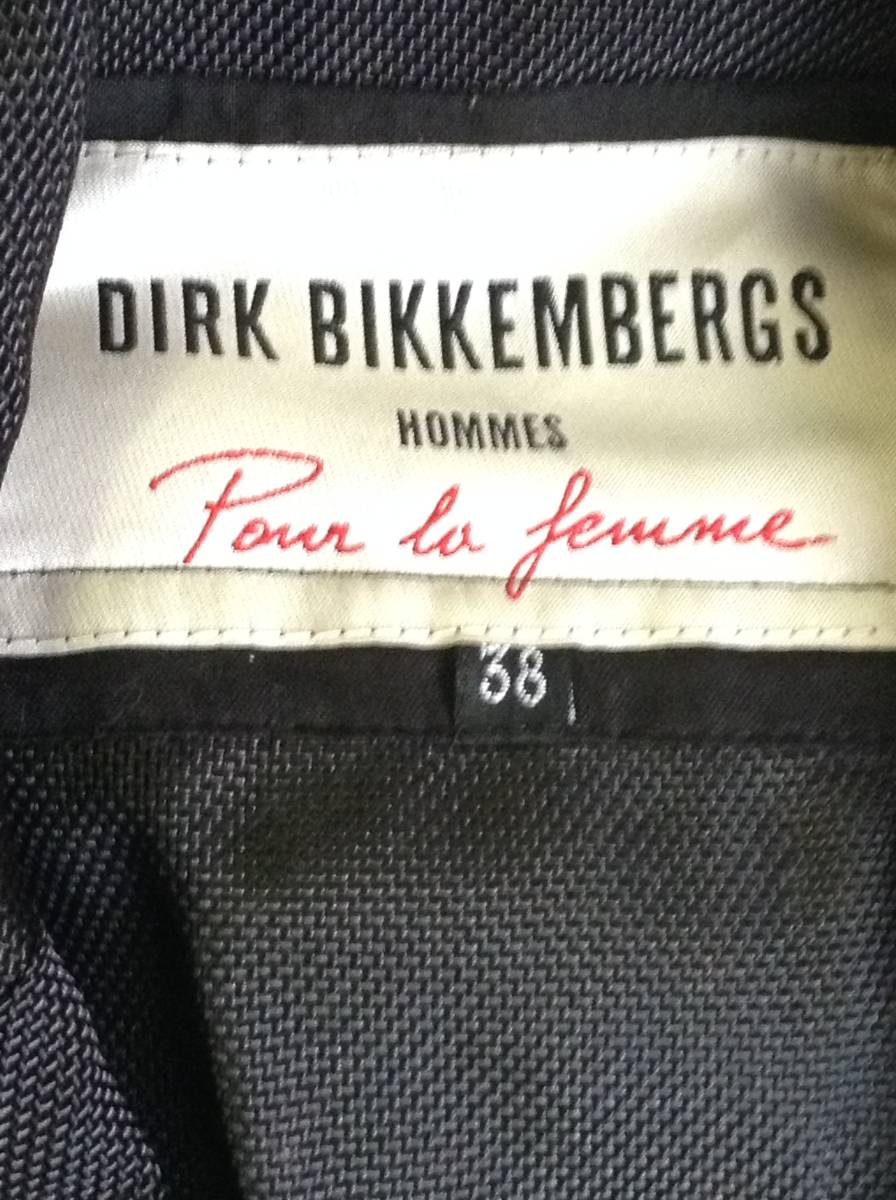 DIRK BIKKEMBERGS
HOMMES
Pour la femme
38